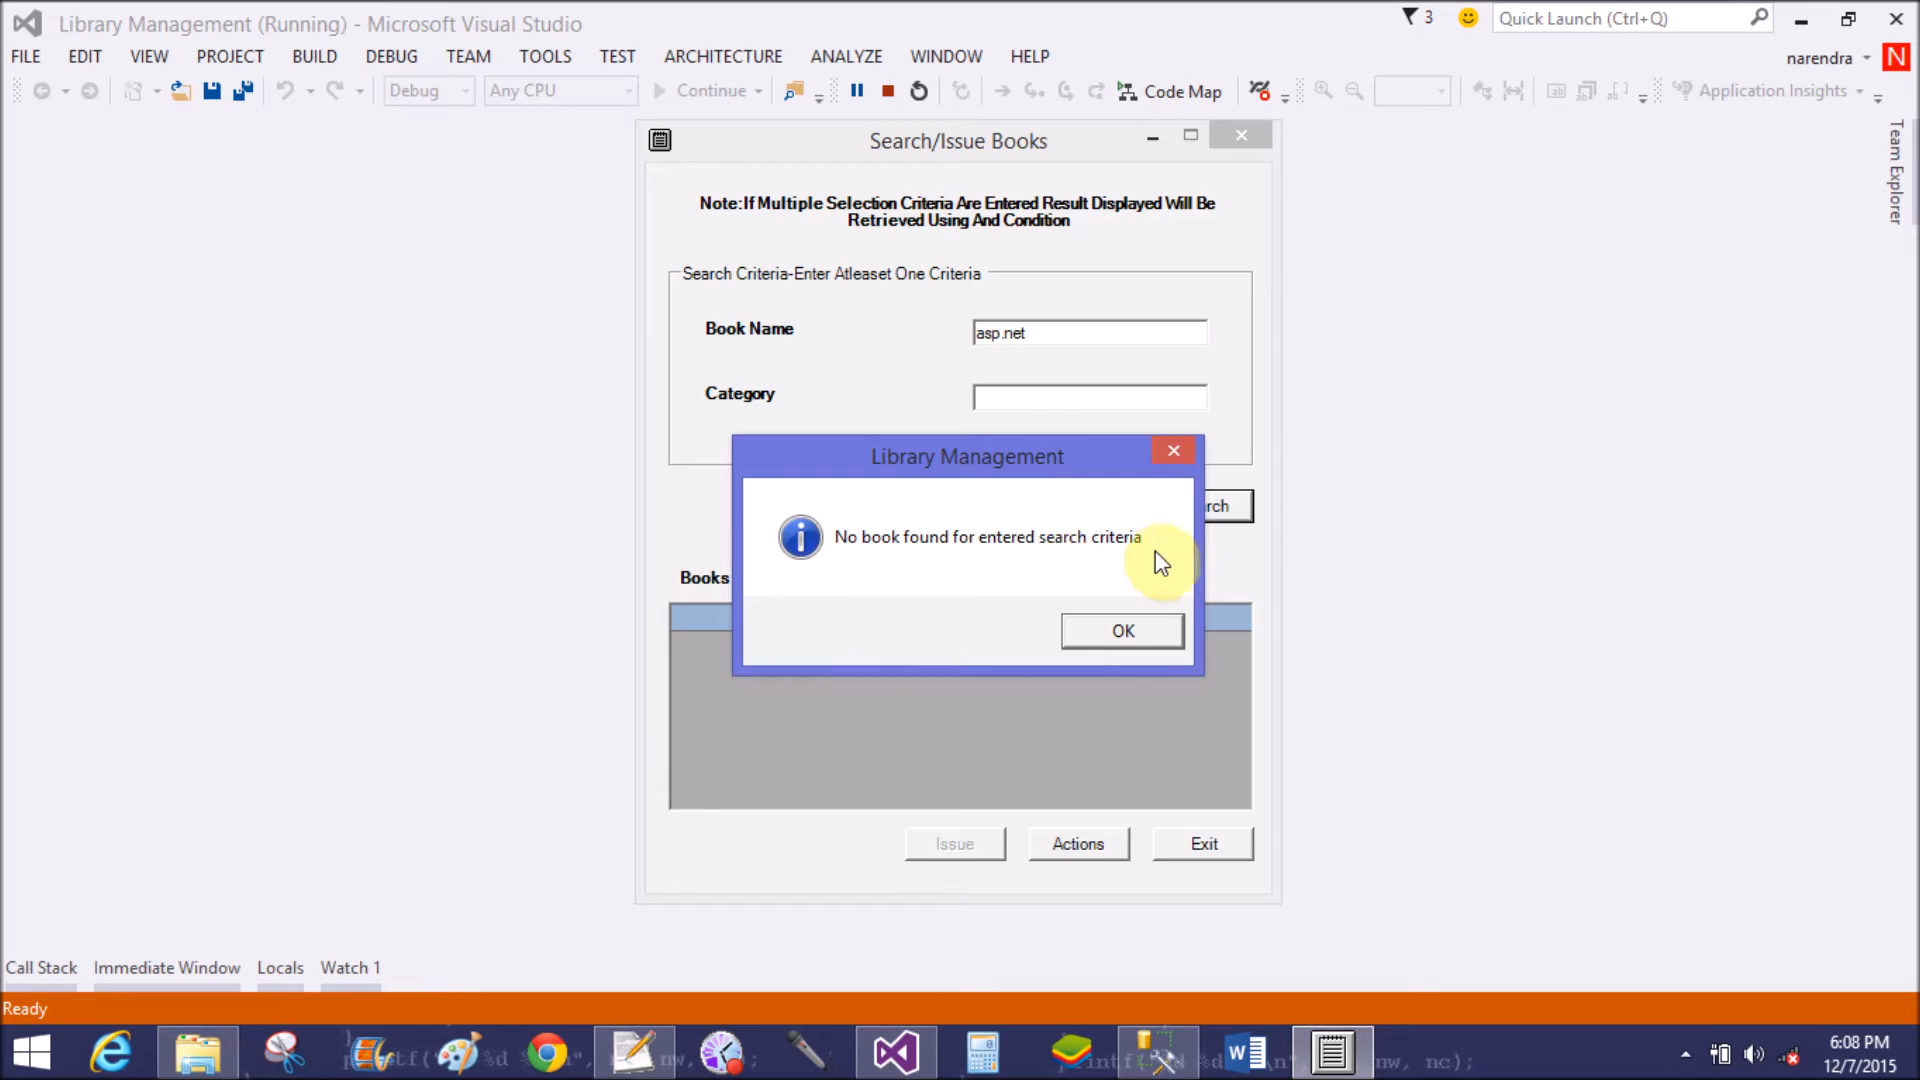 Library Management (Running) - Microsoft Visual Studio
3
Quick Launch (Ctrl+Q)
FILE EDIT VIEW PROJECT BUILD DEBUG TEAM TOOLS TEST ARCHITECTURE ANALYZE WINDOW HELP
narendra N
Debug Any CPU Continue Code Map Application Insights
Team Explorer
Search/Issue Books
Note:If Multiple Selection Criteria Are Entered Result Displayed Will Be
Retrieved Using And Condition
Search Criteria-Enter Atleaset One Criteria
Book Name asp.net
Category
Library Management
rch
No book found for entered search criteria
Books
OK
Issue Actions Exit
Call Stack Immediate Window Locals Watch 1
Ready
6:08 PM
12/7/2015